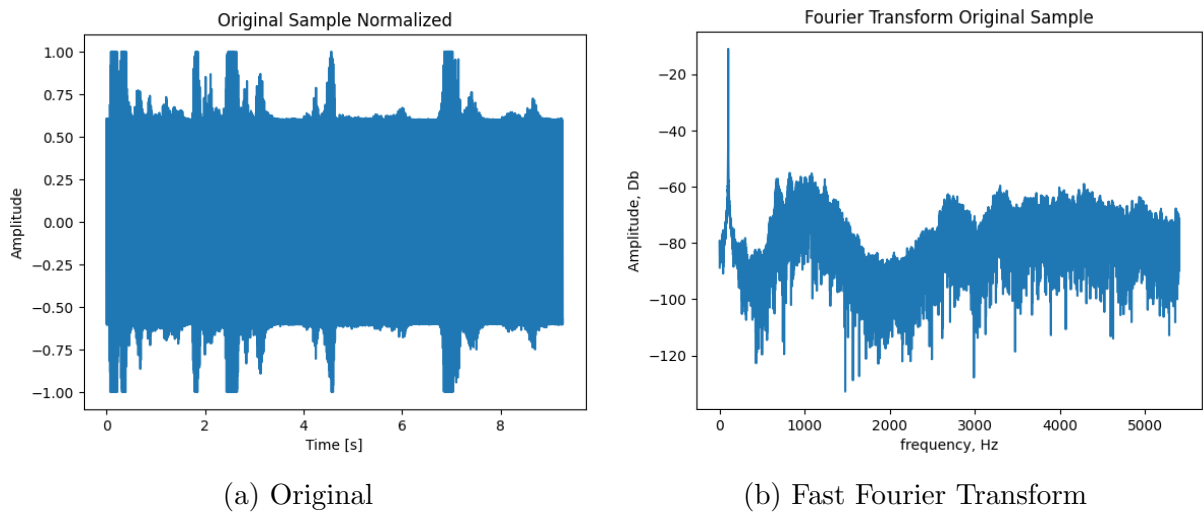 Original Sample Normalized
1.00
0.75
0.50
0.25
0.00
−0.25
−0.50
−0.75
−1.00
Amplitude
0 2 4 6 8
Time [s]
(a) Original
Fourier Transform Original Sample
−20
−40
−60
−80
−100
−120
Amplitude, Db
0 1000 2000 3000 4000 5000
frequency, Hz
(b) Fast Fourier Transform